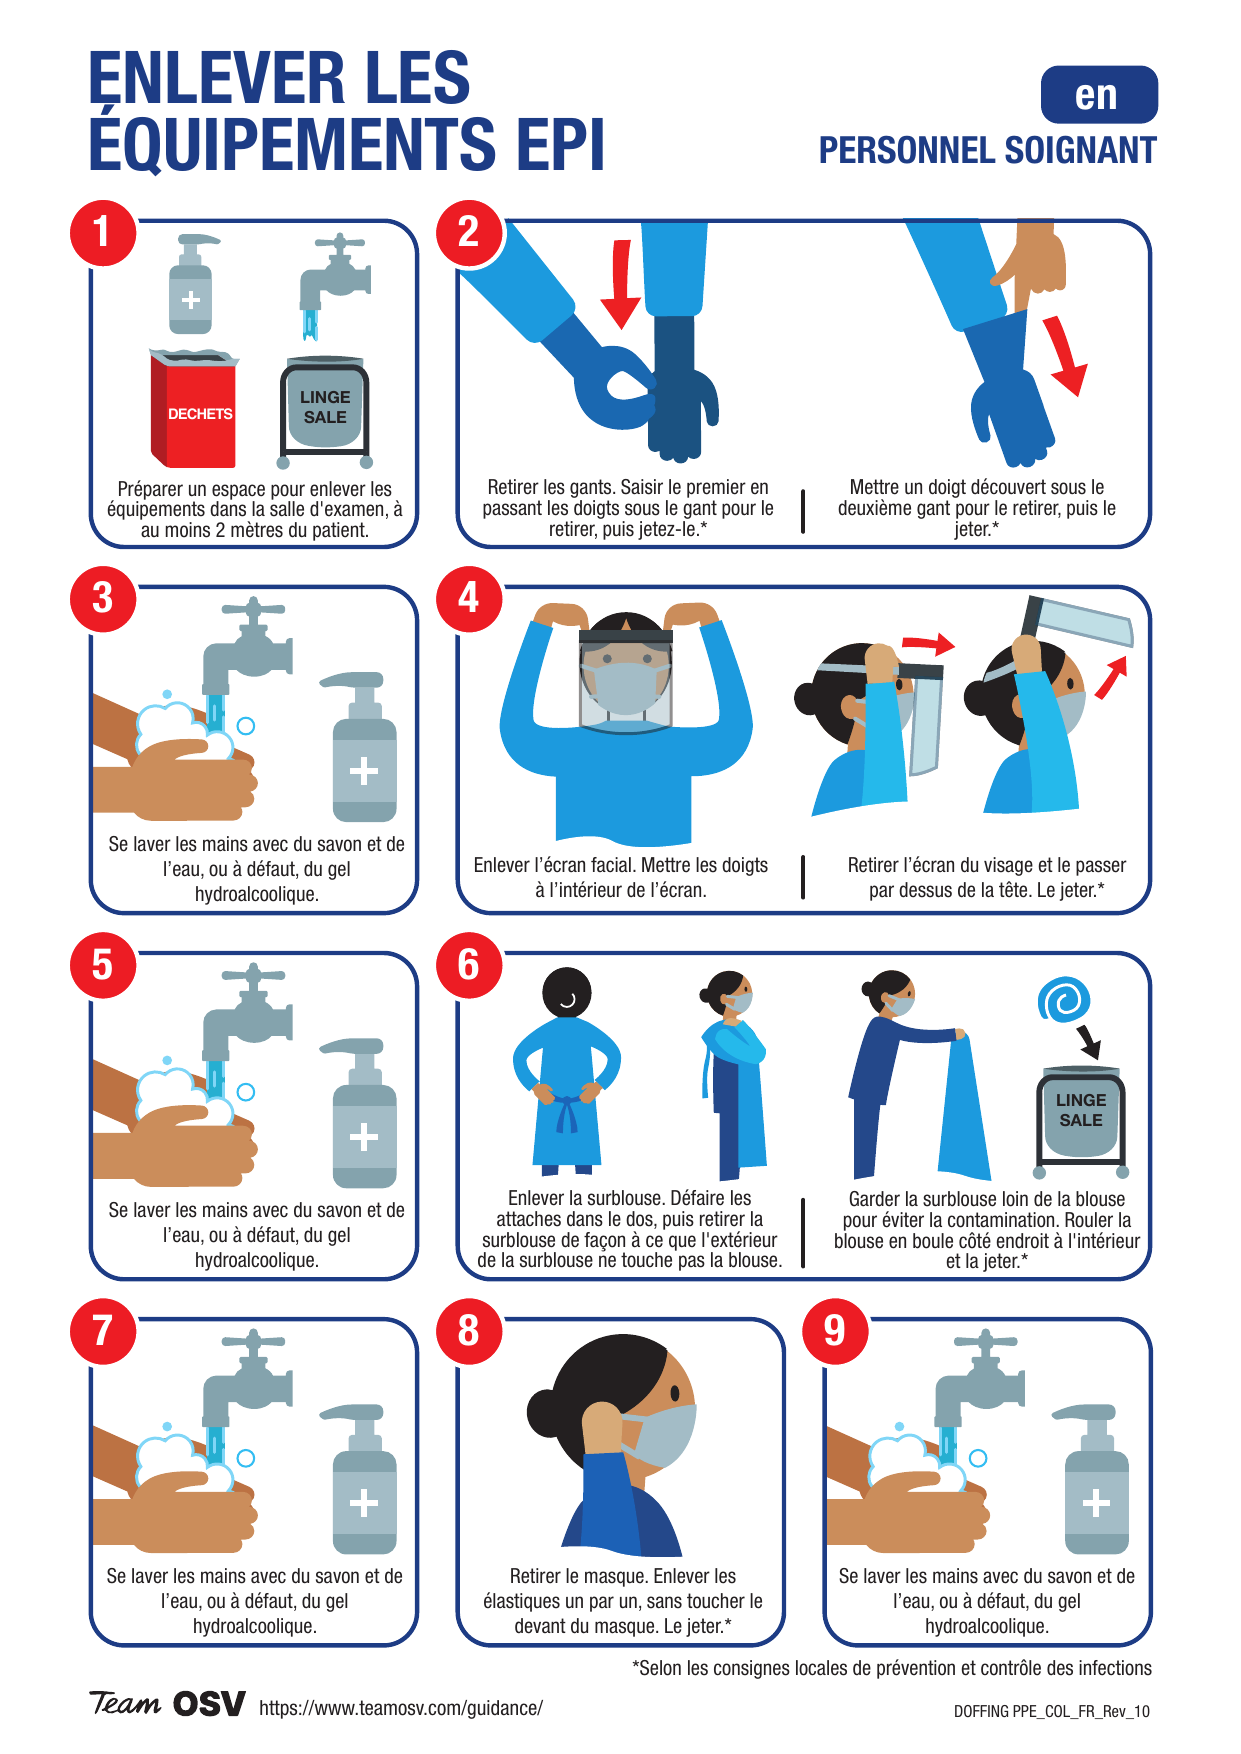 ENLEVER LES
ÉQUIPEMENTS EPI
en
PERSONNEL SOIGNANT
1
DECHETS
LINGE
SALE
Préparer un espace pour enlever les
équipements dans la salle d'examen, à
au moins 2 mètres du patient.
2
Retirer les gants. Saisir le premier en
passant les doigts sous le gant pour le
retirer, puis jetez-le.*
Mettre un doigt découvert sous le
deuxième gant pour le retirer, puis le
jeter.*
3
Se laver les mains avec du savon et de
l’eau, ou à défaut, du gel
hydroalcoolique.
4
Enlever l’écran facial. Mettre les doigts
à l’intérieur de l’écran.
Retirer l’écran du visage et le passer
par dessus de la tête. Le jeter.*
5
Se laver les mains avec du savon et de
l’eau, ou à défaut, du gel
hydroalcoolique.
6
LINGE
SALE
Enlever la surblouse. Défaire les
attaches dans le dos, puis retirer la
surblouse de façon à ce que l'extérieur
de la surblouse ne touche pas la blouse.
Garder la surblouse loin de la blouse
pour éviter la contamination. Rouler la
blouse en boule côté endroit à l'intérieur
et la jeter.*
7
Se laver les mains avec du savon et de
l’eau, ou à défaut, du gel
hydroalcoolique.
8
Retirer le masque. Enlever les
élastiques un par un, sans toucher le
devant du masque. Le jeter.*
9
Se laver les mains avec du savon et de
l’eau, ou à défaut, du gel
hydroalcoolique.
*Selon les consignes locales de prévention et contrôle des infections
Team OSV https://www.teamosv.com/guidance/
DOFFING PPE_COL_FR_Rev_10